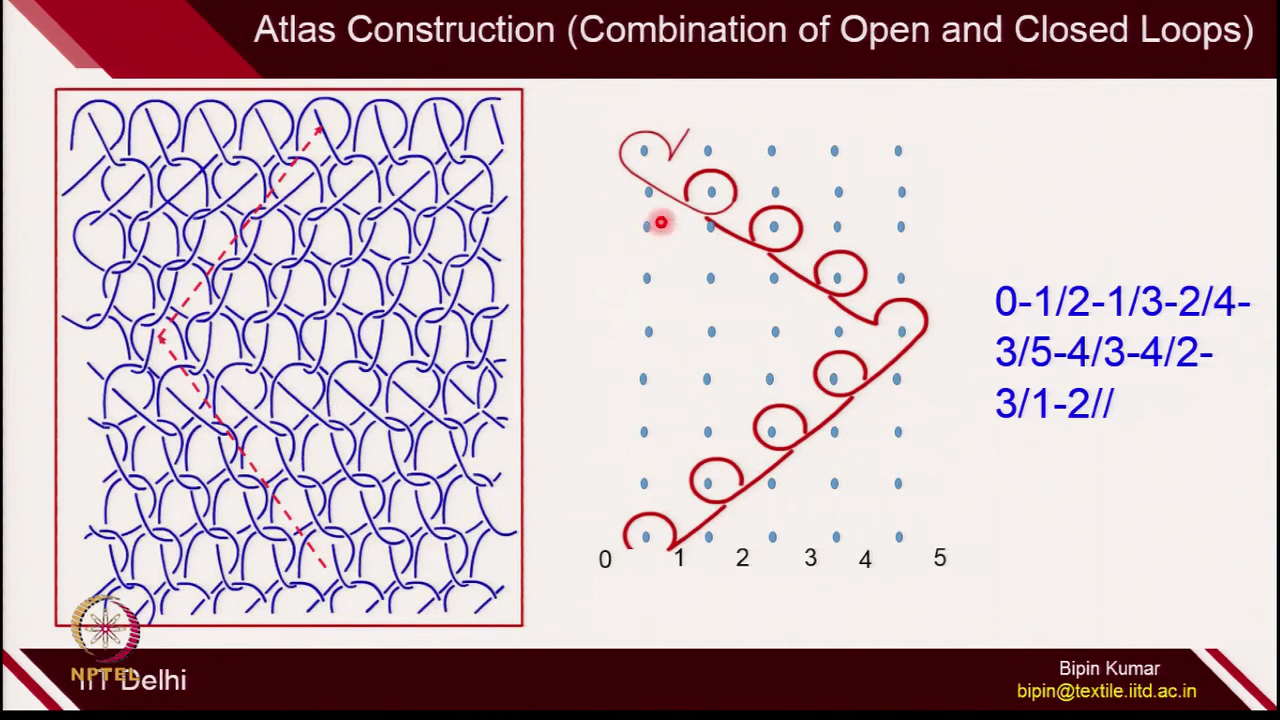 Atlas Construction (Combination of Open and Closed Loops)
0-1/2-1/3-2/4-
3/5-4/3-4/2-
3/1-2//
0 1 2 3 4 5
NPTEL
IIT Delhi
Bipin Kumar
bipin@textile.iitd.ac.in